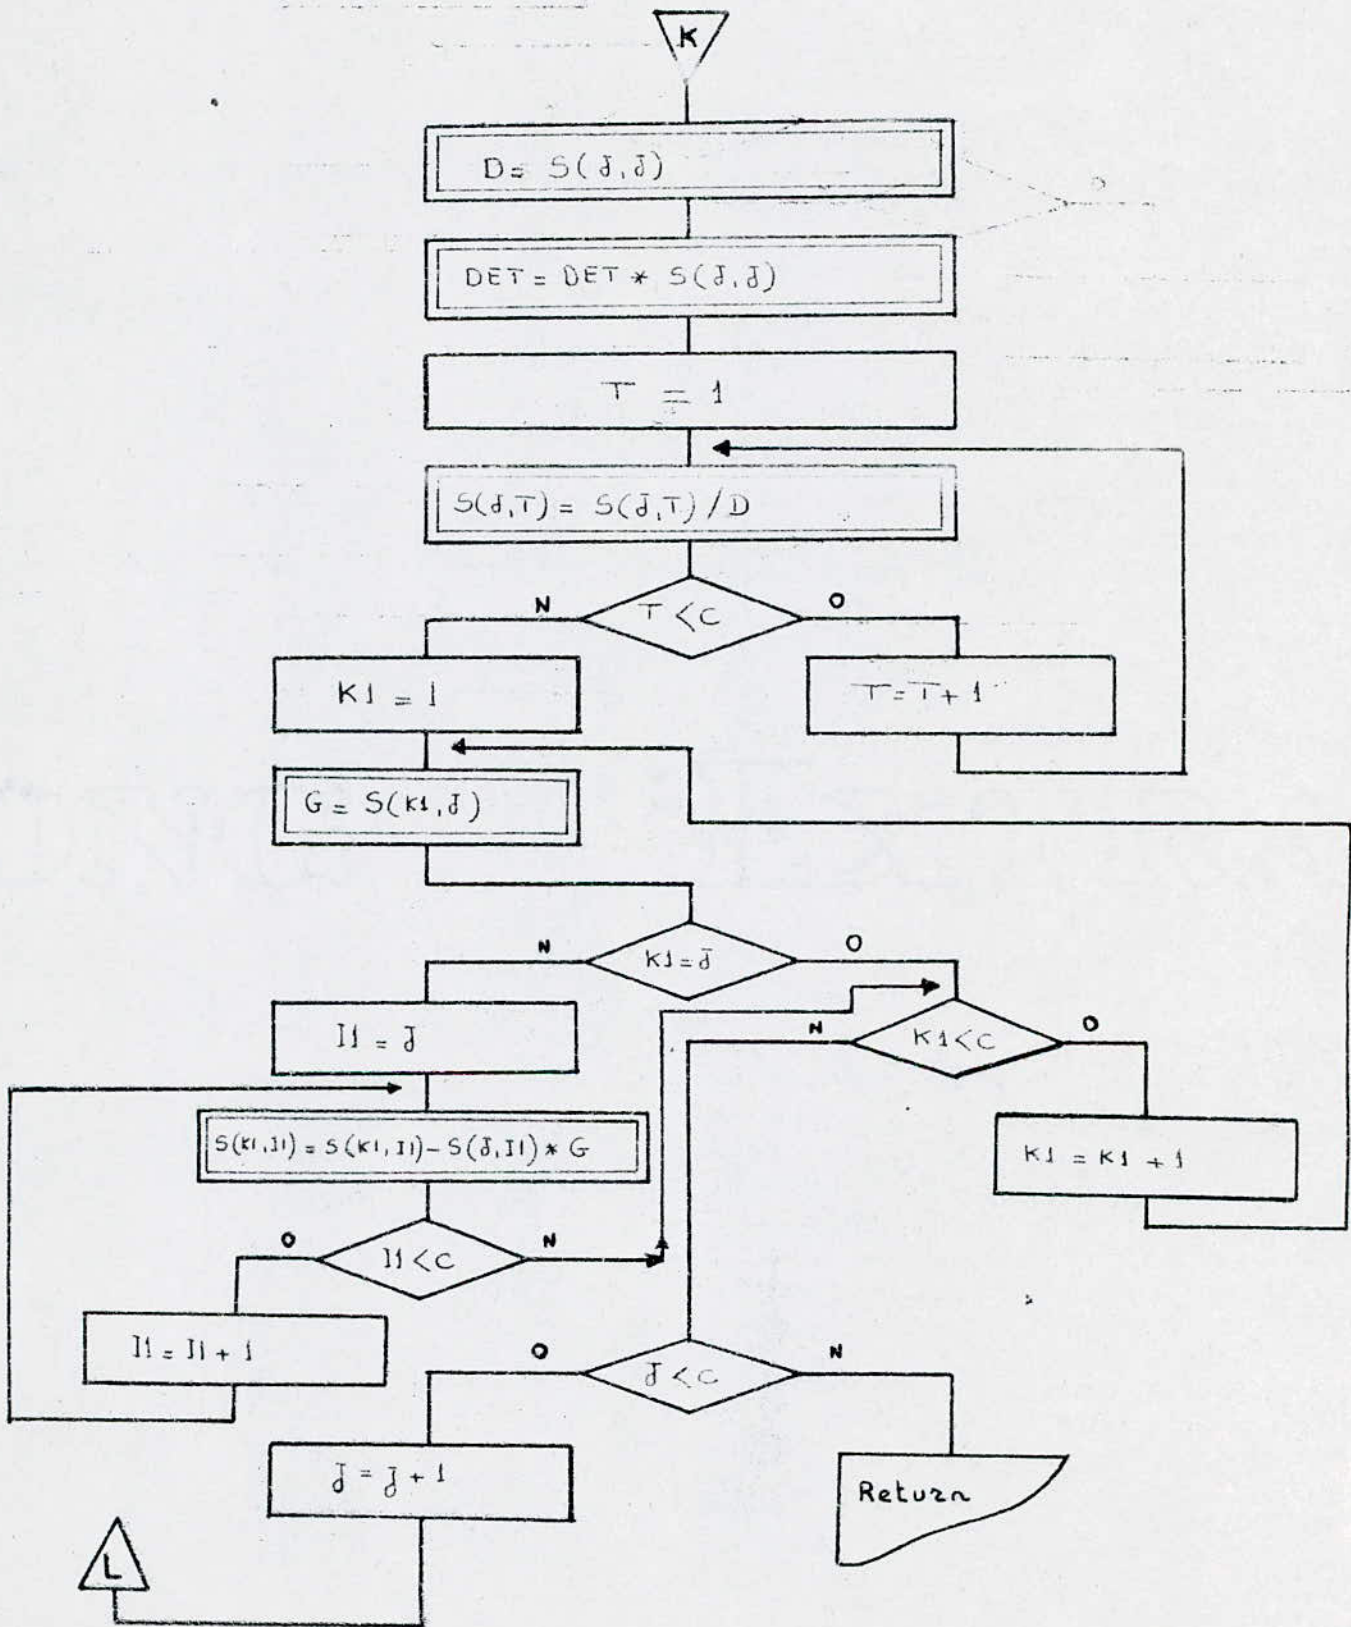 K
D = S(J,J)
DET = DET * S(J,J)
T = 1
S(J,T) = S(J,T) / D
N
T < C
O
K1 = 1
T = T + 1
G = S(K1,J)
N
K1 = J
O
I1 = J
N
K1 < C
O
S(K1,I1) = S(K1,I1) - S(J,I1) * G
K1 = K1 + 1
O
I1 < C
N
I1 = I1 + 1
O
J < C
N
J = J + 1
Return
L